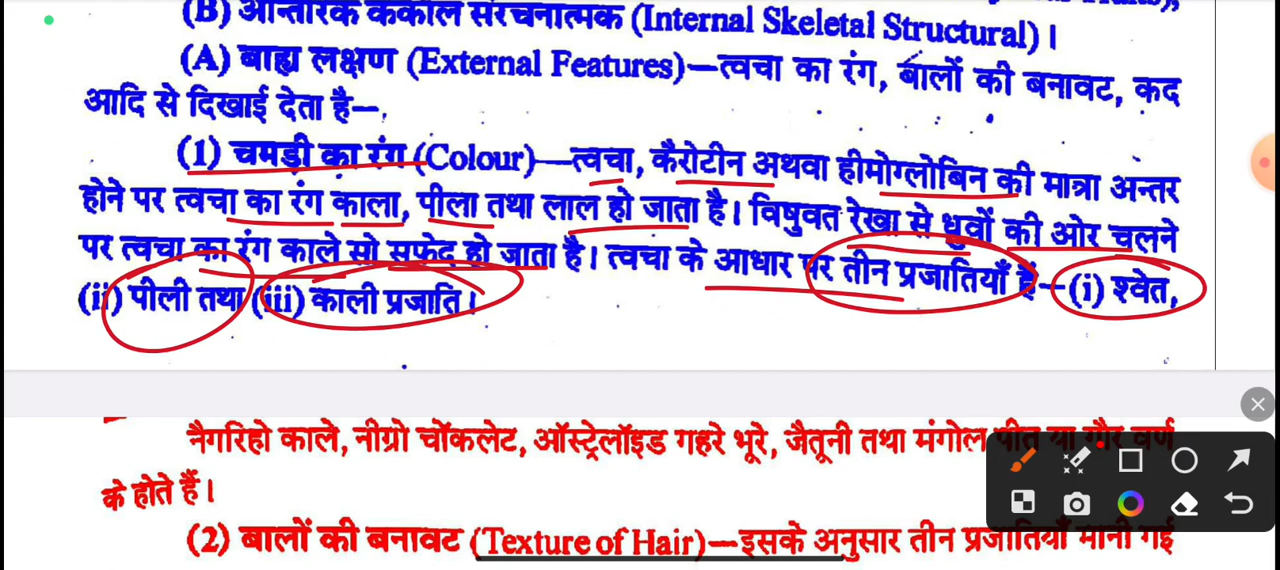 (B) आन्तरिक कंकाल संरचनात्मक (Internal Skeletal Structural)।
(A) बाह्य लक्षण (External Features)—त्वचा का रंग, बालों की बनावट, कद
आदि से दिखाई देता है—
(1) चमड़ी का रंग (Colour)—त्वचा, कैरोटीन अथवा हीमोग्लोबिन की मात्रा अन्तर
होने पर त्वचा का रंग काला, पीला तथा लाल हो जाता है। विषुवत रेखा से ध्रुवों की ओर चलने
पर त्वचा का रंग काले सो सफेद हो जाता है। त्वचा के आधार पर तीन प्रजातियाँ हैं—(i) श्वेत,
(ii) पीली तथा (iii) काली प्रजाति।
नैगरिहो काले, नीग्रो चॉकलेट, ऑस्ट्रेलॉइड गहरे भूरे, जैतूनी तथा मंगोल पीत या गौर वर्ण
के होते हैं।
(2) बालों की बनावट (Texture of Hair)—इसके अनुसार तीन प्रजातियाँ मानी गई